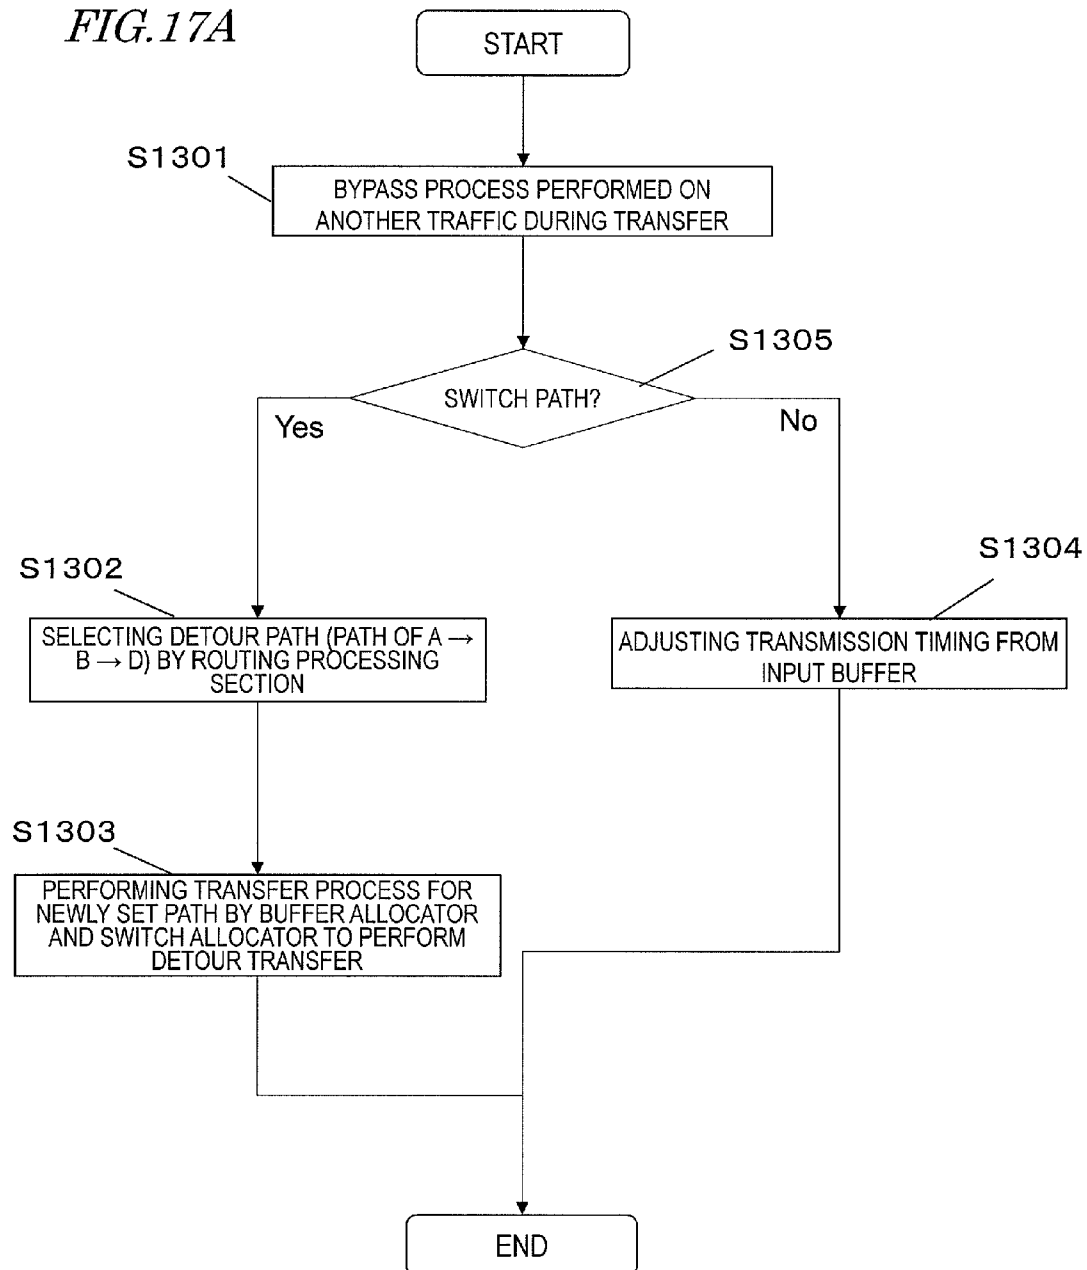 FIG.17A
START
S1301
BYPASS PROCESS PERFORMED ON
ANOTHER TRAFFIC DURING TRANSFER
S1305
SWITCH PATH?
Yes
No
S1302
SELECTING DETOUR PATH (PATH OF A →
B → D) BY ROUTING PROCESSING
SECTION
S1304
ADJUSTING TRANSMISSION TIMING FROM
INPUT BUFFER
S1303
PERFORMING TRANSFER PROCESS FOR
NEWLY SET PATH BY BUFFER ALLOCATOR
AND SWITCH ALLOCATOR TO PERFORM
DETOUR TRANSFER
END